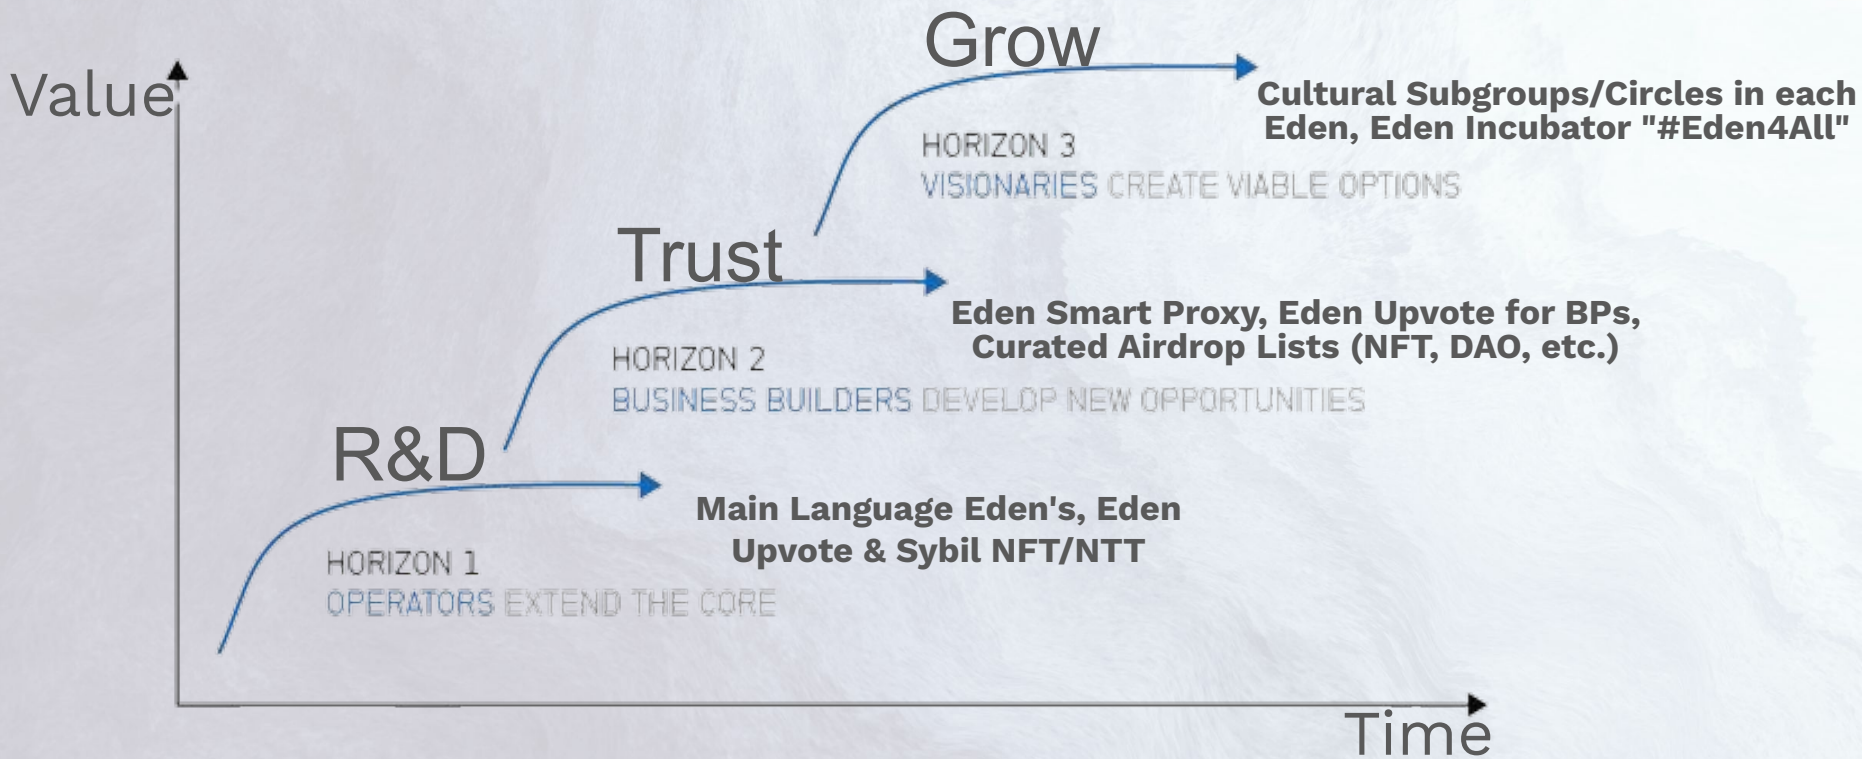 Grow
Value
Cultural Subgroups/Circles in each
Eden, Eden Incubator "#Eden4All"
HORIZON 3
VISIONARIES CREATE VIABLE OPTIONS
Trust
Eden Smart Proxy, Eden Upvote for BPs,
Curated Airdrop Lists (NFT, DAO, etc.)
HORIZON 2
BUSINESS BUILDERS DEVELOP NEW OPPORTUNITIES
R&D
Main Language Eden's, Eden
Upvote & Sybil NFT/NTT
HORIZON 1
OPERATORS EXTEND THE CORE
Time